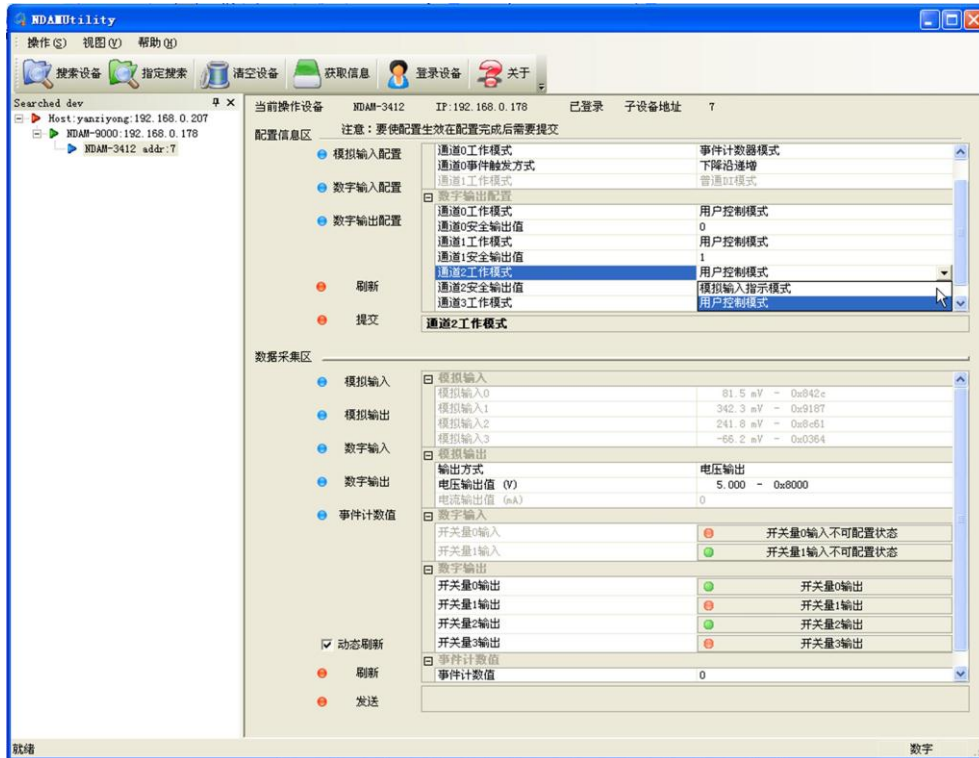 NDAMUtility
操作(S) 视图(V) 帮助(H)
搜索设备 指定搜索 清空设备 获取信息 登录设备 关于
Searched dev
Host:yanziyong:192.168.0.207
NDAM-9000:192.168.0.178
NDAM-3412 addr:7
当前操作设备 NDAM-3412 IP:192.168.0.178 已登录 子设备地址 7
配置信息区 注意：要使配置生效在配置完成后需要提交
模拟输入配置
数字输入配置
数字输出配置
刷新
提交
通道0工作模式 事件计数器模式
通道0事件触发方式 下降沿递增
通道1工作模式 普通DI模式
数字输出配置
通道0工作模式 用户控制模式
通道0安全输出值 0
通道1工作模式 用户控制模式
通道1安全输出值 1
通道2工作模式 用户控制模式
通道2安全输出值 模拟输入指示模式
通道3工作模式 用户控制模式
通道2工作模式
数据采集区
模拟输入
模拟输出
数字输入
数字输出
事件计数值
动态刷新
刷新
发送
模拟输入
模拟输入0 81.5 mV - 0x842c
模拟输入1 342.3 mV - 0x9187
模拟输入2 241.8 mV - 0x8c61
模拟输入3 -66.2 mV - 0x0364
模拟输出
输出方式 电压输出
电压输出值 (V) 5.000 - 0x8000
电流输出值 (mA) 0
数字输入
开关量0输入 开关量0输入不可配置状态
开关量1输入 开关量1输入不可配置状态
数字输出
开关量0输出 开关量0输出
开关量1输出 开关量1输出
开关量2输出 开关量2输出
开关量3输出 开关量3输出
事件计数值
事件计数值 0
就绪 数字